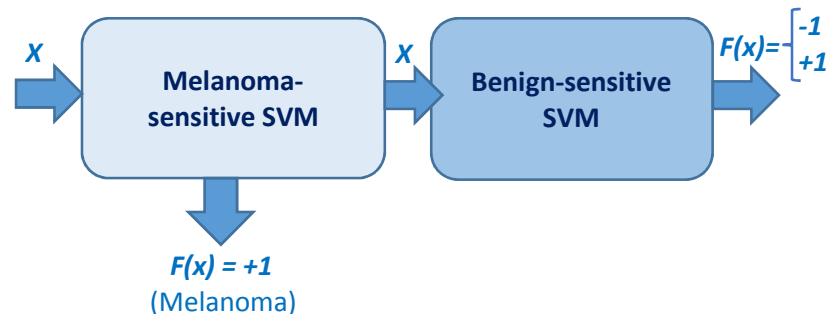 X
Melanoma-
sensitive SVM
X
Benign-sensitive
SVM
F(x)= -1
+1
F(x) = +1
(Melanoma)